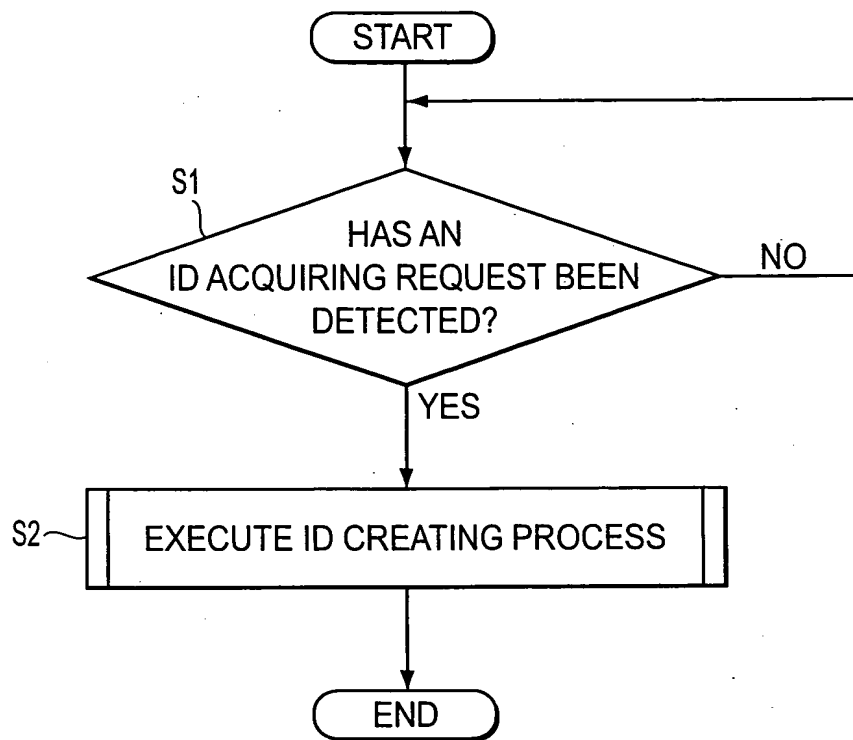 START
S1
HAS AN
ID ACQUIRING REQUEST BEEN
DETECTED?
NO
YES
S2
EXECUTE ID CREATING PROCESS
END